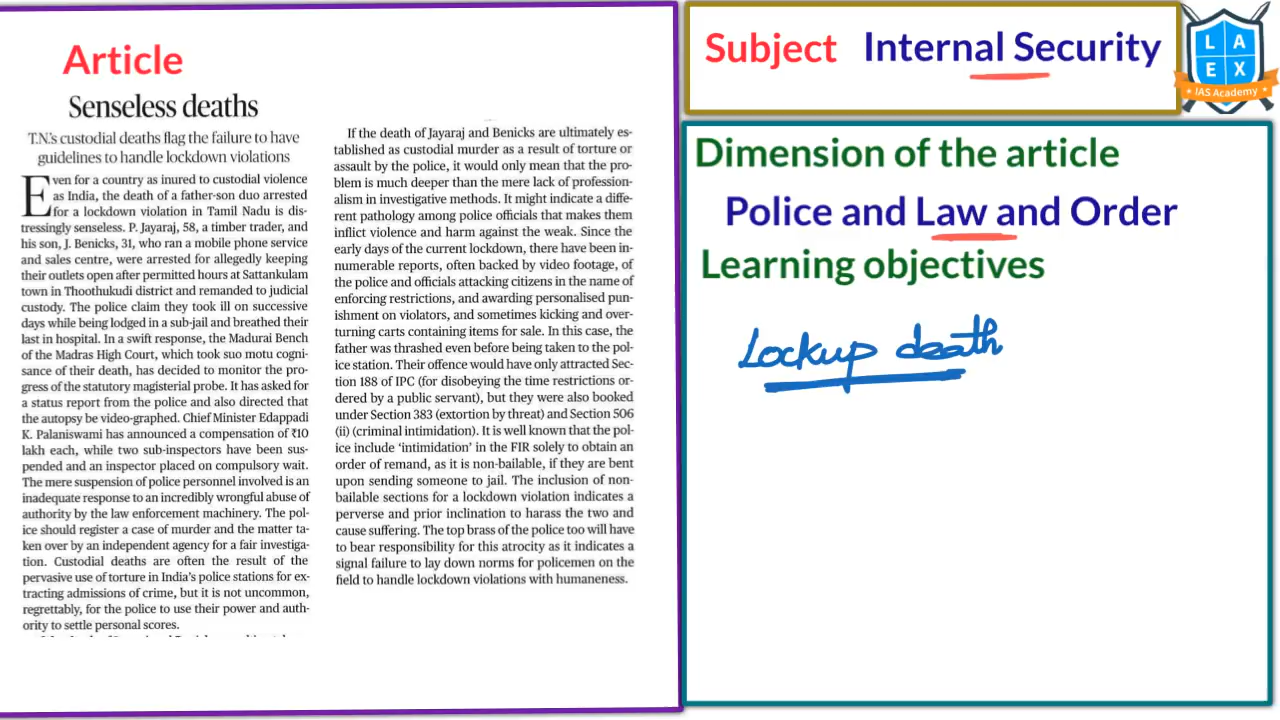 Article
Senseless deaths
T.N.'s custodial deaths flag the failure to have
guidelines to handle lockdown violations
Even for a country as inured to custodial violence
as India, the death of a father-son duo arrested
for a lockdown violation in Tamil Nadu is dis-
tressingly senseless. P. Jayaraj, 58, a timber trader, and
his son, J. Benicks, 31, who ran a mobile phone service
and sales centre, were arrested for allegedly keeping
their outlets open after permitted hours at Sattankulam
town in Thoothukudi district and remanded to judicial
custody. The police claim they took ill on successive
days while being lodged in a sub-jail and breathed their
last in hospital. In a swift response, the Madurai Bench
of the Madras High Court, which took suo motu cogni-
sance of their death, has decided to monitor the pro-
gress of the statutory magisterial probe. It has asked for
a status report from the police and also directed that
the autopsy be video-graphed. Chief Minister Edappadi
K. Palaniswami has announced a compensation of ₹10
lakh each, while two sub-inspectors have been sus-
pended and an inspector placed on compulsory wait.
The mere suspension of police personnel involved is an
inadequate response to an incredibly wrongful abuse of
authority by the law enforcement machinery. The pol-
ice should register a case of murder and the matter ta-
ken over by an independent agency for a fair investiga-
tion. Custodial deaths are often the result of the
pervasive use of torture in India's police stations for ex-
tracting admissions of crime, but it is not uncommon,
regrettably, for the police to use their power and auth-
ority to settle personal scores.
If the death of Jayaraj and Benicks are ultimately es-
tablished as custodial murder as a result of torture or
assault by the police, it would only mean that the pro-
blem is much deeper than the mere lack of profession-
alism in investigative methods. It might indicate a diffe-
rent pathology among police officials that makes them
inflict violence and harm against the weak. Since the
early days of the current lockdown, there have been in-
numerable reports, often backed by video footage, of
the police and officials attacking citizens in the name of
enforcing restrictions, and awarding personalised pun-
ishment on violators, and sometimes kicking and over-
turning carts containing items for sale. In this case, the
father was thrashed even before being taken to the pol-
ice station. Their offence would have only attracted Sec-
tion 188 of IPC (for disobeying the time restrictions or-
dered by a public servant), but they were also booked
under Section 383 (extortion by threat) and Section 506
(ii) (criminal intimidation). It is well known that the pol-
ice include 'intimidation' in the FIR solely to obtain an
order of remand, as it is non-bailable, if they are bent
upon sending someone to jail. The inclusion of non-
bailable sections for a lockdown violation indicates a
perverse and prior inclination to harass the two and
cause suffering. The top brass of the police too will have
to bear responsibility for this atrocity as it indicates a
signal failure to lay down norms for policemen on the
field to handle lockdown violations with humaneness.
Subject Internal Security
L A
E X
IAS Academy
Dimension of the article
Police and Law and Order
Learning objectives
Lockup death